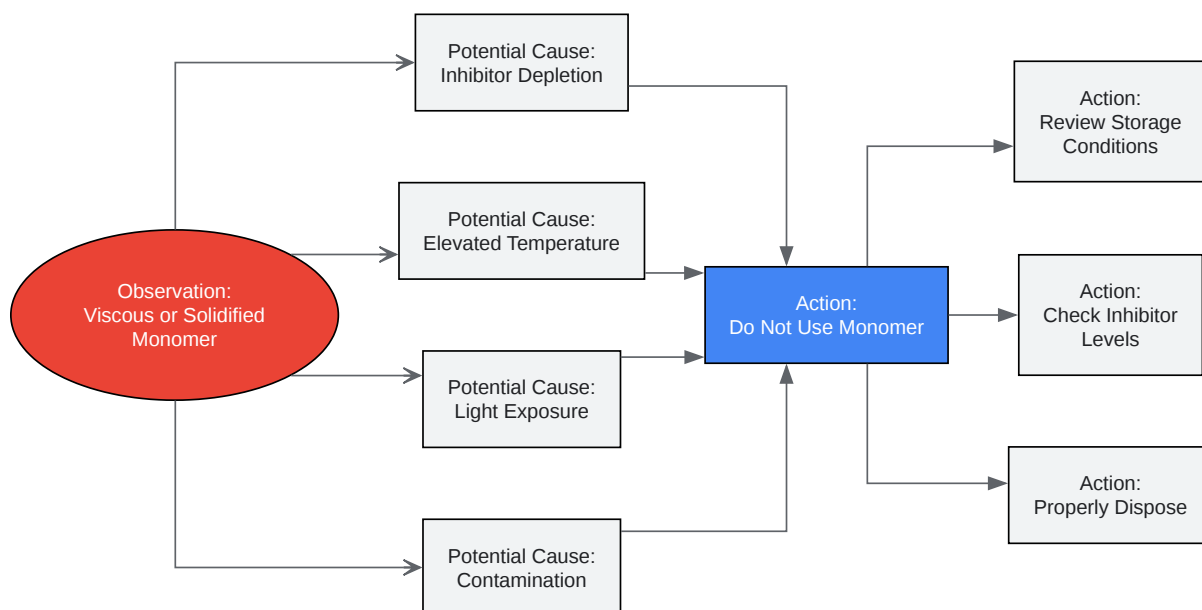 Observation:
Viscous or Solidified
Monomer
Potential Cause:
Inhibitor Depletion
Potential Cause:
Elevated Temperature
Potential Cause:
Light Exposure
Potential Cause:
Contamination
Action:
Do Not Use Monomer
Action:
Review Storage
Conditions
Action:
Check Inhibitor
Levels
Action:
Properly Dispose